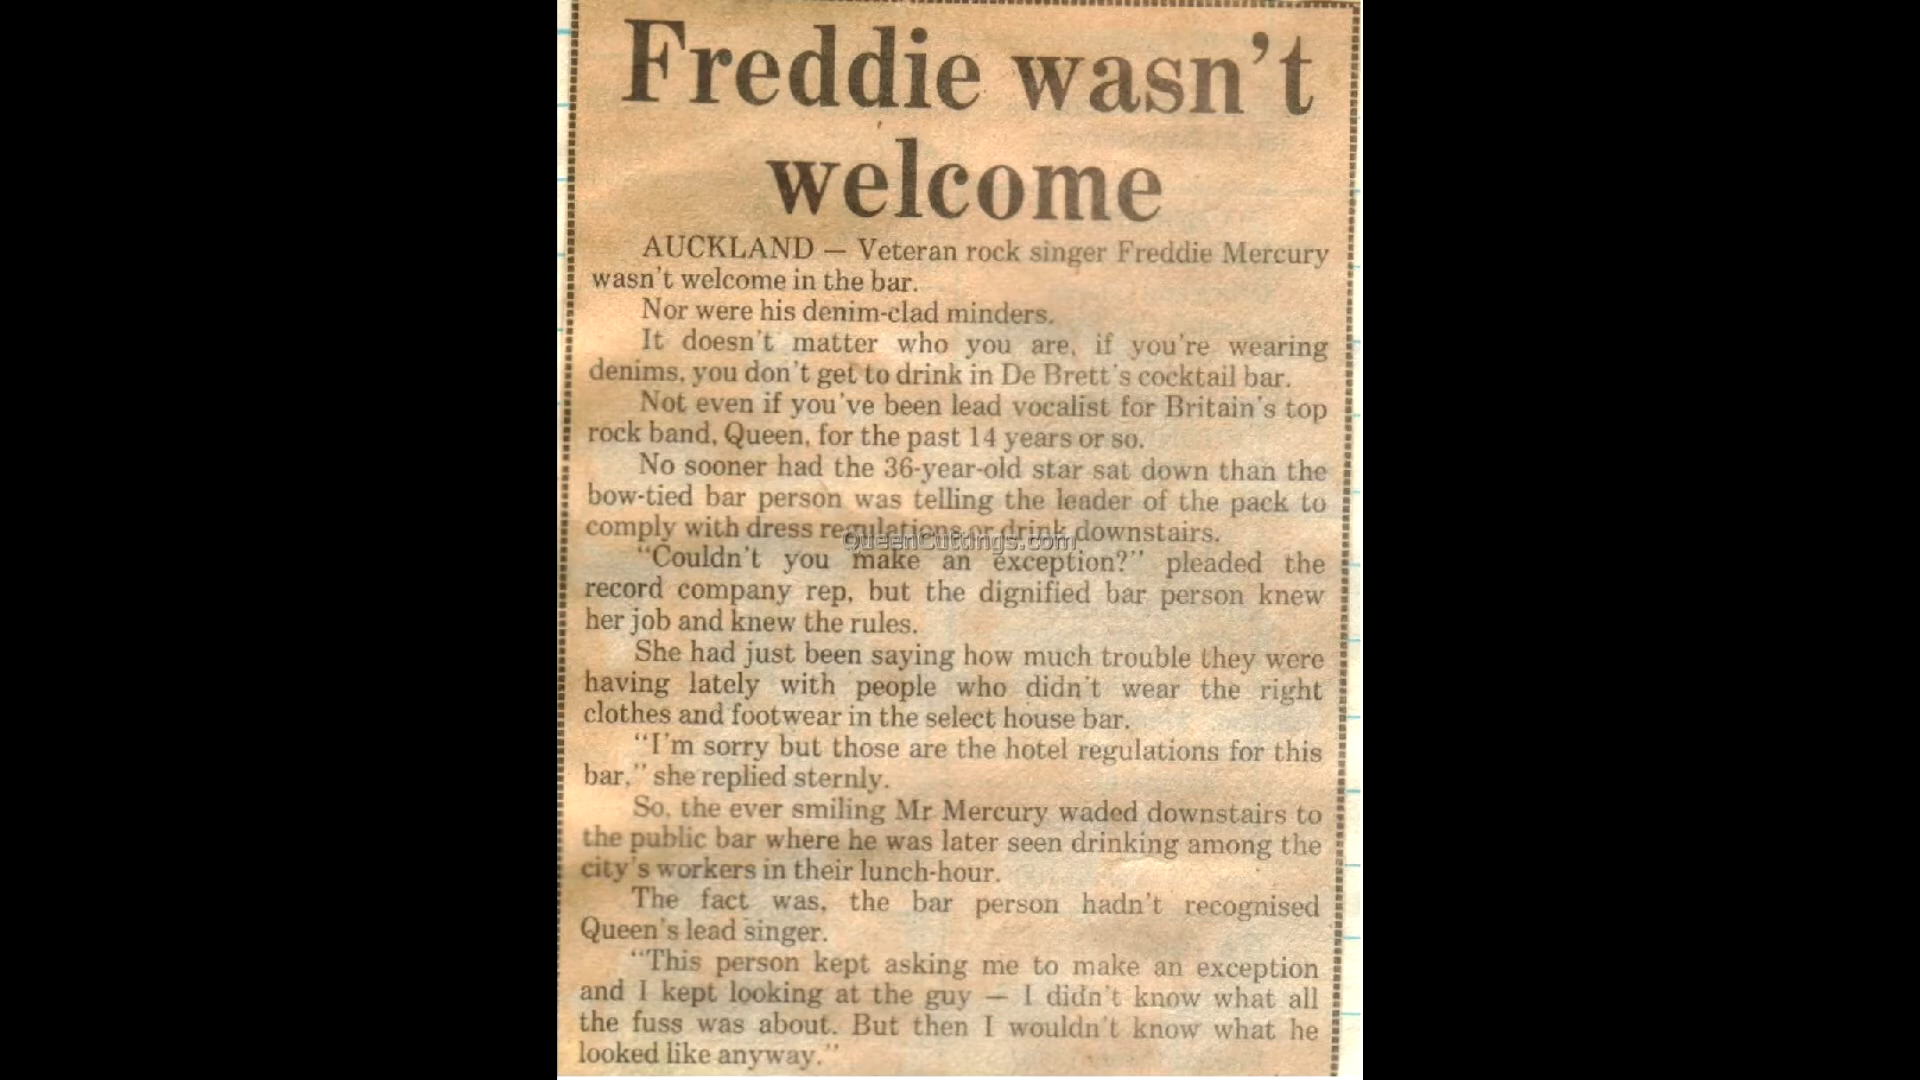 Freddie wasn't
welcome
AUCKLAND — Veteran rock singer Freddie Mercury
wasn't welcome in the bar.
Nor were his denim-clad minders.
It doesn't matter who you are, if you're wearing
denims, you don't get to drink in De Brett's cocktail bar.
Not even if you've been lead vocalist for Britain's top
rock band, Queen, for the past 14 years or so.
No sooner had the 36-year-old star sat down than the
bow-tied bar person was telling the leader of the pack to
comply with dress regulations or drink downstairs.
QueenCuttings.com
"Couldn't you make an exception?" pleaded the
record company rep, but the dignified bar person knew
her job and knew the rules.
She had just been saying how much trouble they were
having lately with people who didn't wear the right
clothes and footwear in the select house bar.
"I'm sorry but those are the hotel regulations for this
bar," she replied sternly.
So, the ever smiling Mr Mercury waded downstairs to
the public bar where he was later seen drinking among the
city's workers in their lunch-hour.
The fact was, the bar person hadn't recognised
Queen's lead singer.
"This person kept asking me to make an exception
and I kept looking at the guy — I didn't know what all
the fuss was about. But then I wouldn't know what he
looked like anyway."